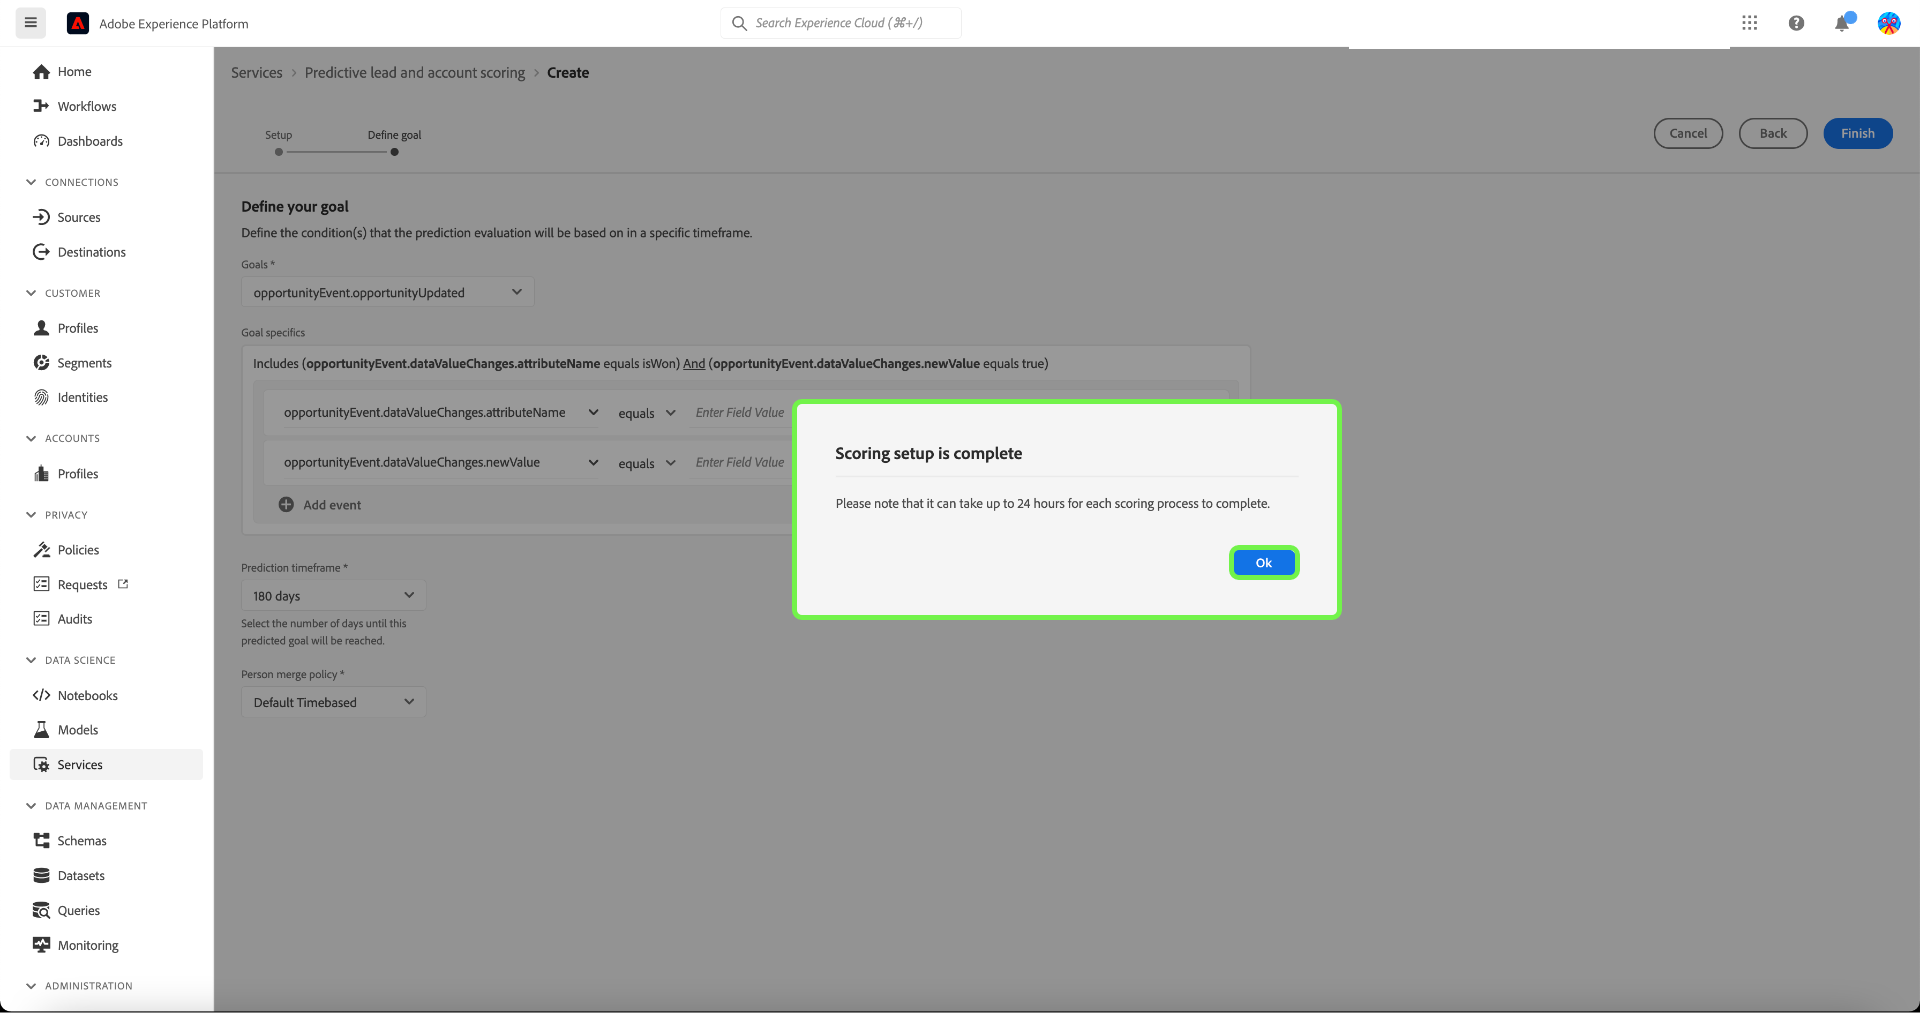 Adobe Experience Platform
Search Experience Cloud (⌘+/)
Home
Workflows
Dashboards
CONNECTIONS
Sources
Destinations
CUSTOMER
Profiles
Segments
Identities
ACCOUNTS
Profiles
PRIVACY
Policies
Requests
Audits
DATA SCIENCE
Notebooks
Models
Services
DATA MANAGEMENT
Schemas
Datasets
Queries
Monitoring
ADMINISTRATION
Services > Predictive lead and account scoring > Create
Setup Define goal
Cancel Back Finish
Define your goal
Define the condition(s) that the prediction evaluation will be based on in a specific timeframe.
Goals *
opportunityEvent.opportunityUpdated
Goal specifics
Includes (opportunityEvent.dataValueChanges.attributeName equals isWon) And (opportunityEvent.dataValueChanges.newValue equals true)
opportunityEvent.dataValueChanges.attributeName equals Enter Field Value
opportunityEvent.dataValueChanges.newValue equals Enter Field Value
Add event
Prediction timeframe *
180 days
Select the number of days until this
predicted goal will be reached.
Person merge policy *
Default Timebased
Scoring setup is complete
Please note that it can take up to 24 hours for each scoring process to complete.
Ok